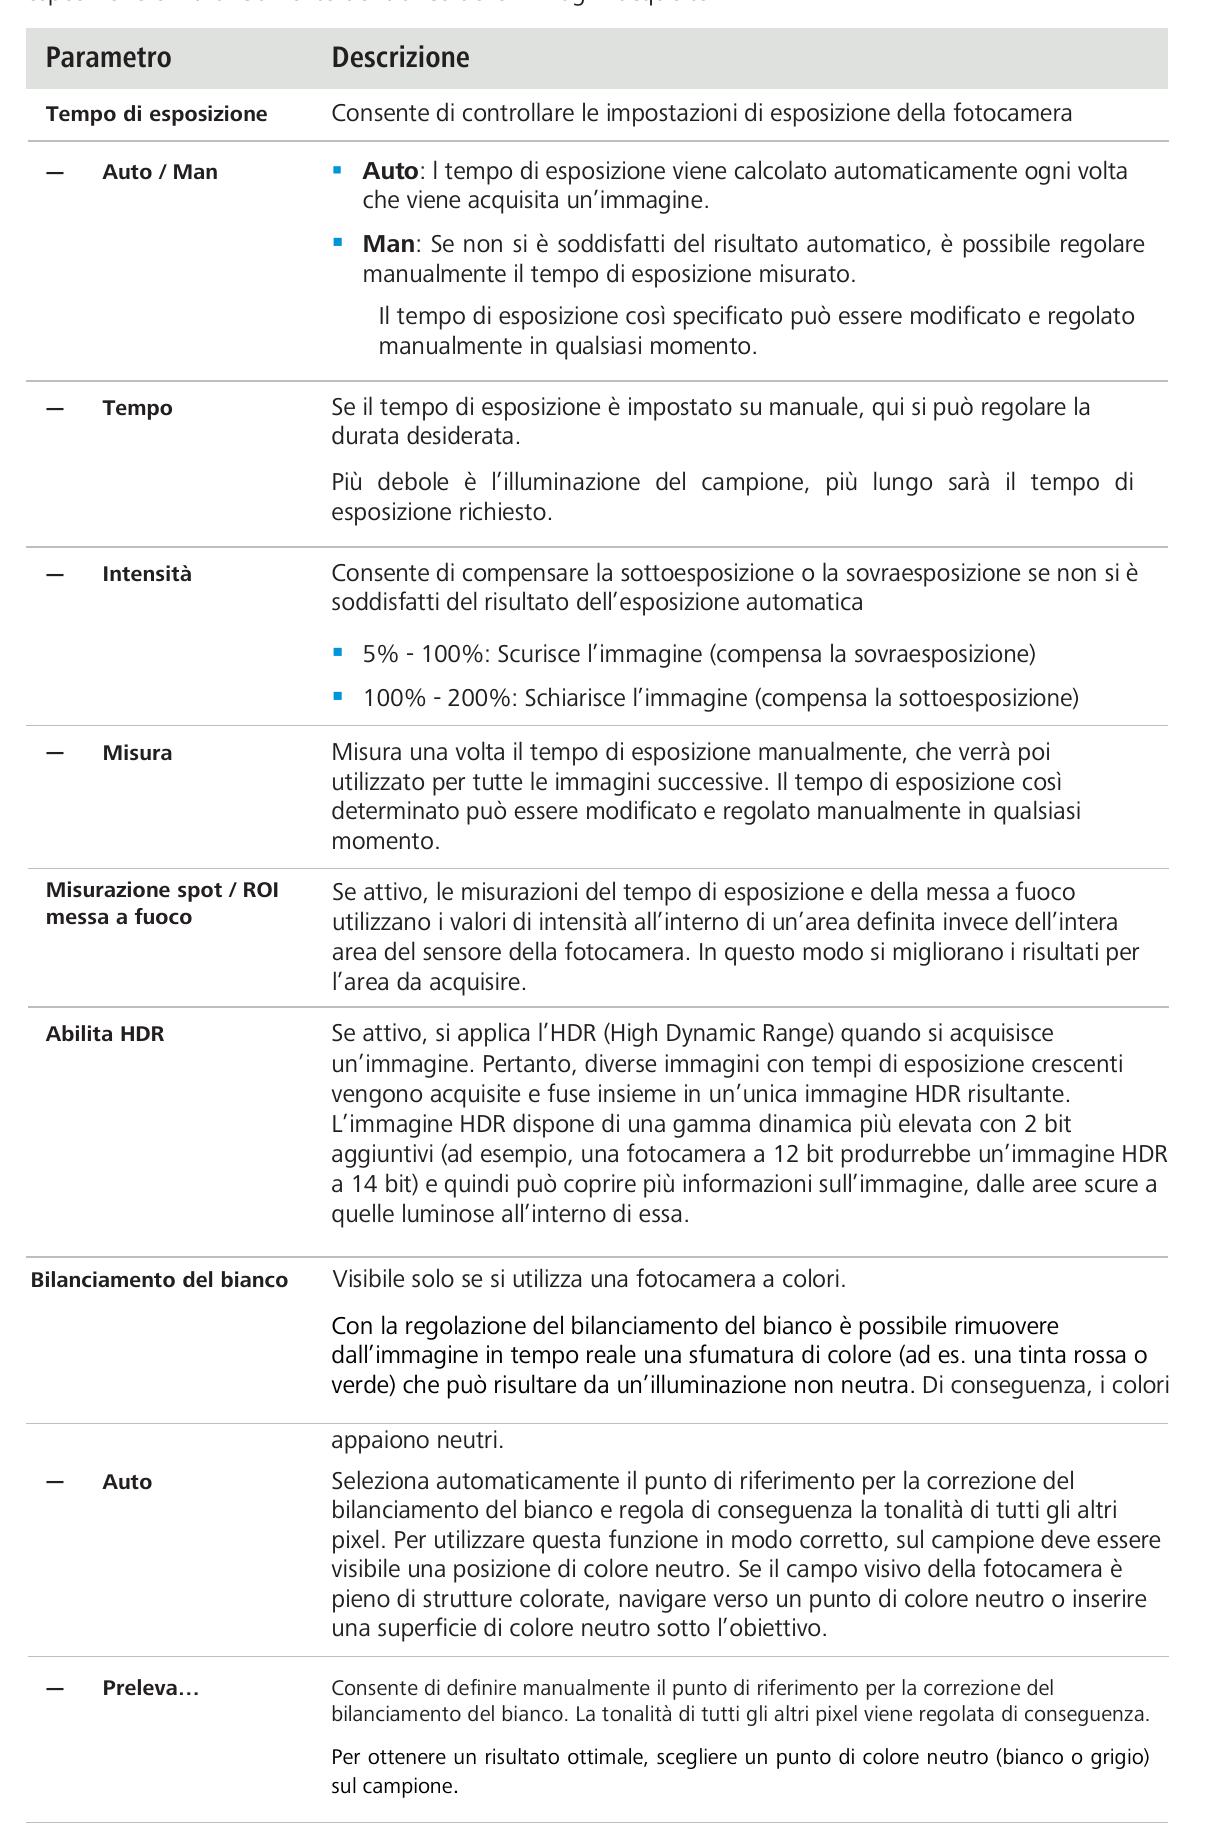 Parametro Descrizione
Tempo di esposizione Consente di controllare le impostazioni di esposizione della fotocamera
— Auto / Man ▪ Auto: l tempo di esposizione viene calcolato automaticamente ogni volta
che viene acquisita un’immagine.
▪ Man: Se non si è soddisfatti del risultato automatico, è possibile regolare
manualmente il tempo di esposizione misurato.
Il tempo di esposizione così specificato può essere modificato e regolato
manualmente in qualsiasi momento.
— Tempo Se il tempo di esposizione è impostato su manuale, qui si può regolare la
durata desiderata.
Più debole è l’illuminazione del campione, più lungo sarà il tempo di
esposizione richiesto.
— Intensità Consente di compensare la sottoesposizione o la sovraesposizione se non si è
soddisfatti del risultato dell’esposizione automatica
▪ 5% - 100%: Scurisce l’immagine (compensa la sovraesposizione)
▪ 100% - 200%: Schiarisce l’immagine (compensa la sottoesposizione)
— Misura Misura una volta il tempo di esposizione manualmente, che verrà poi
utilizzato per tutte le immagini successive. Il tempo di esposizione così
determinato può essere modificato e regolato manualmente in qualsiasi
momento.
Misurazione spot / ROI
messa a fuoco
Se attivo, le misurazioni del tempo di esposizione e della messa a fuoco
utilizzano i valori di intensità all’interno di un’area definita invece dell’intera
area del sensore della fotocamera. In questo modo si migliorano i risultati per
l’area da acquisire.
Abilita HDR Se attivo, si applica l’HDR (High Dynamic Range) quando si acquisisce
un’immagine. Pertanto, diverse immagini con tempi di esposizione crescenti
vengono acquisite e fuse insieme in un’unica immagine HDR risultante.
L’immagine HDR dispone di una gamma dinamica più elevata con 2 bit
aggiuntivi (ad esempio, una fotocamera a 12 bit produrrebbe un’immagine HDR
a 14 bit) e quindi può coprire più informazioni sull’immagine, dalle aree scure a
quelle luminose all’interno di essa.
Bilanciamento del bianco Visibile solo se si utilizza una fotocamera a colori.
Con la regolazione del bilanciamento del bianco è possibile rimuovere
dall’immagine in tempo reale una sfumatura di colore (ad es. una tinta rossa o
verde) che può risultare da un’illuminazione non neutra. Di conseguenza, i colori
appaiono neutri.
— Auto Seleziona automaticamente il punto di riferimento per la correzione del
bilanciamento del bianco e regola di conseguenza la tonalità di tutti gli altri
pixel. Per utilizzare questa funzione in modo corretto, sul campione deve essere
visibile una posizione di colore neutro. Se il campo visivo della fotocamera è
pieno di strutture colorate, navigare verso un punto di colore neutro o inserire
una superficie di colore neutro sotto l’obiettivo.
— Preleva… Consente di definire manualmente il punto di riferimento per la correzione del
bilanciamento del bianco. La tonalità di tutti gli altri pixel viene regolata di conseguenza.
Per ottenere un risultato ottimale, scegliere un punto di colore neutro (bianco o grigio)
sul campione.